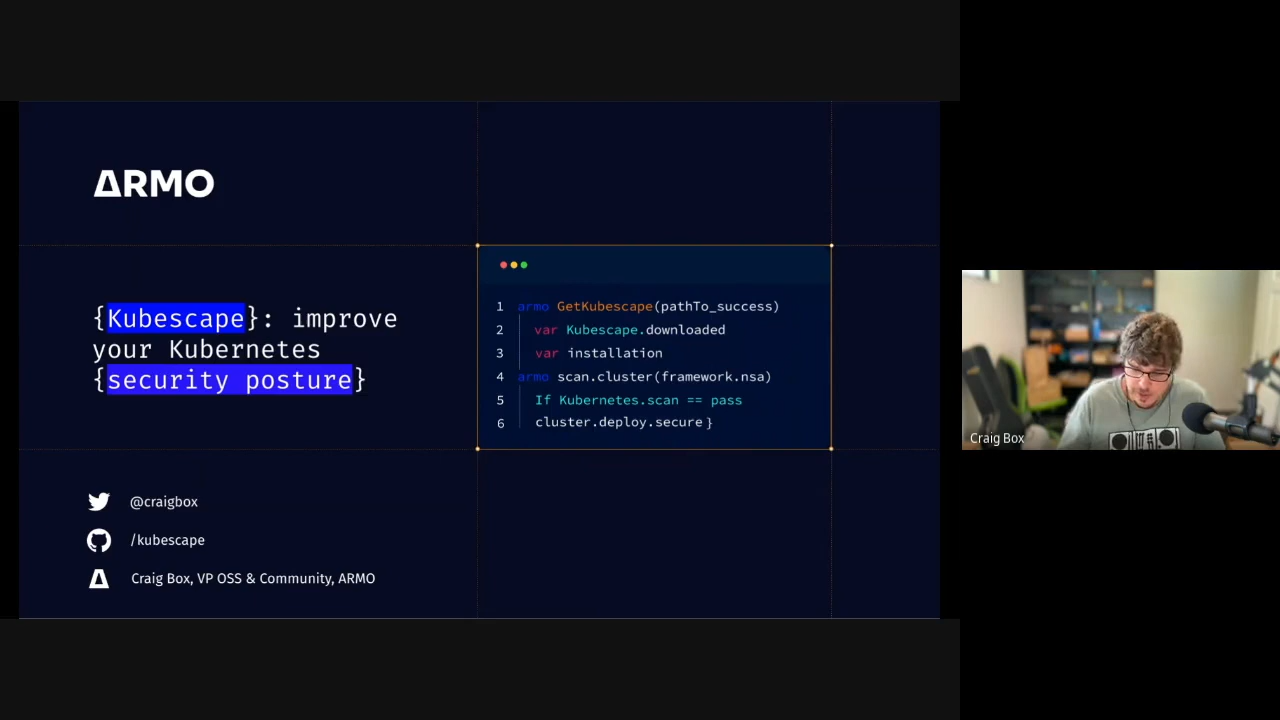 ARMO
{Kubescape}: improve
your Kubernetes
{security posture}
1 armo GetKubescape(pathTo_success)
2 var Kubescape.downloaded
3 var installation
4 armo scan.cluster(framework.nsa)
5 If Kubernetes.scan == pass
6 cluster.deploy.secure}
@craigbox
/kubescape
Craig Box, VP OSS & Community, ARMO
Craig Box